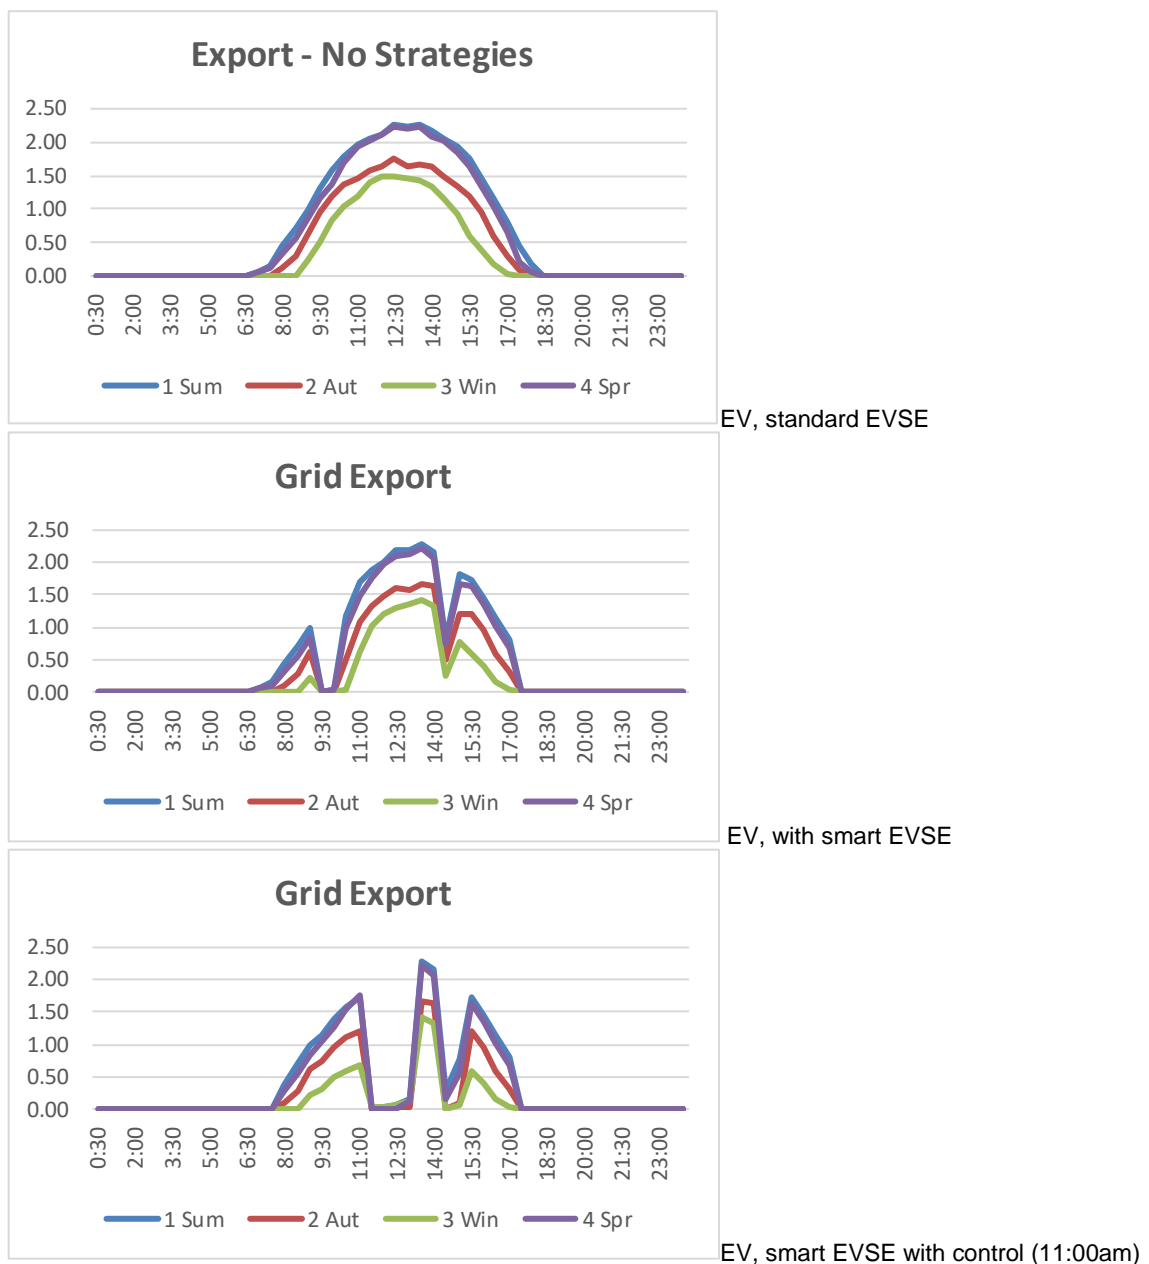 Export - No Strategies
2.50
2.00
1.50
1.00
0.50
0.00
0:30 2:00 3:30 5:00 6:30 8:00 9:30 11:00 12:30 14:00 15:30 17:00 18:30 20:00 21:30 23:00
1 Sum 2 Aut 3 Win 4 Spr
EV, standard EVSE
Grid Export
2.50
2.00
1.50
1.00
0.50
0.00
0:30 2:00 3:30 5:00 6:30 8:00 9:30 11:00 12:30 14:00 15:30 17:00 18:30 20:00 21:30 23:00
1 Sum 2 Aut 3 Win 4 Spr
EV, with smart EVSE
Grid Export
2.50
2.00
1.50
1.00
0.50
0.00
0:30 2:00 3:30 5:00 6:30 8:00 9:30 11:00 12:30 14:00 15:30 17:00 18:30 20:00 21:30 23:00
1 Sum 2 Aut 3 Win 4 Spr
EV, smart EVSE with control (11:00am)